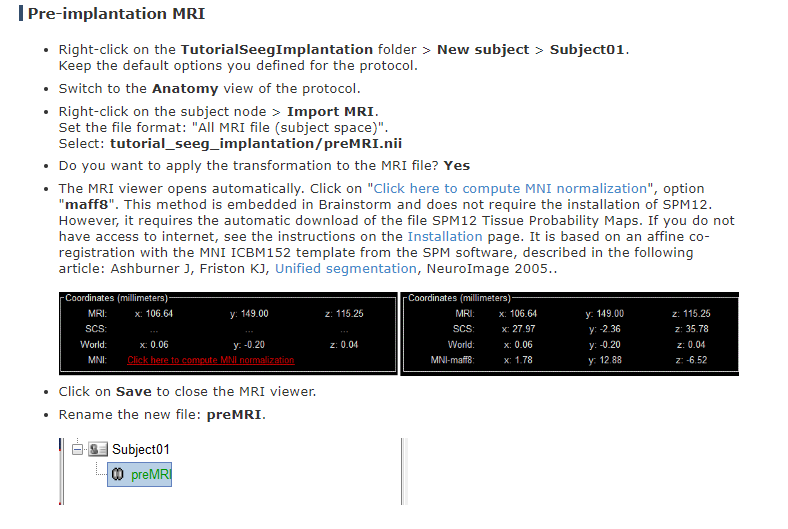 Pre-implantation MRI
Right-click on the TutorialSeegImplantation folder > New subject > Subject01.
Keep the default options you defined for the protocol.
Switch to the Anatomy view of the protocol.
Right-click on the subject node > Import MRI.
Set the file format: "All MRI file (subject space)".
Select: tutorial_seeg_implantation/preMRI.nii
Do you want to apply the transformation to the MRI file? Yes
The MRI viewer opens automatically. Click on "Click here to compute MNI normalization", option
"maff8". This method is embedded in Brainstorm and does not require the installation of SPM12.
However, it requires the automatic download of the file SPM12 Tissue Probability Maps. If you do not
have access to internet, see the instructions on the Installation page. It is based on an affine co-
registration with the MNI ICBM152 template from the SPM software, described in the following
article: Ashburner J, Friston KJ, Unified segmentation, NeuroImage 2005..
Coordinates (millimeters)
MRI: x: 106.64 y: 149.00 z: 115.25
SCS: ... ... ...
World: x: 0.06 y: -0.20 z: 0.04
MNI: Click here to compute MNI normalization
Coordinates (millimeters)
MRI: x: 106.64 y: 149.00 z: 115.25
SCS: x: 27.97 y: -2.36 z: 35.78
World: x: 0.06 y: -0.20 z: 0.04
MNI-maff8: x: 1.78 y: 12.88 z: -6.52
Click on Save to close the MRI viewer.
Rename the new file: preMRI.
Subject01
preMRI